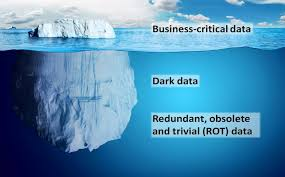 Business-critical data
Dark data
Redundant, obsolete
and trivial (ROT) data